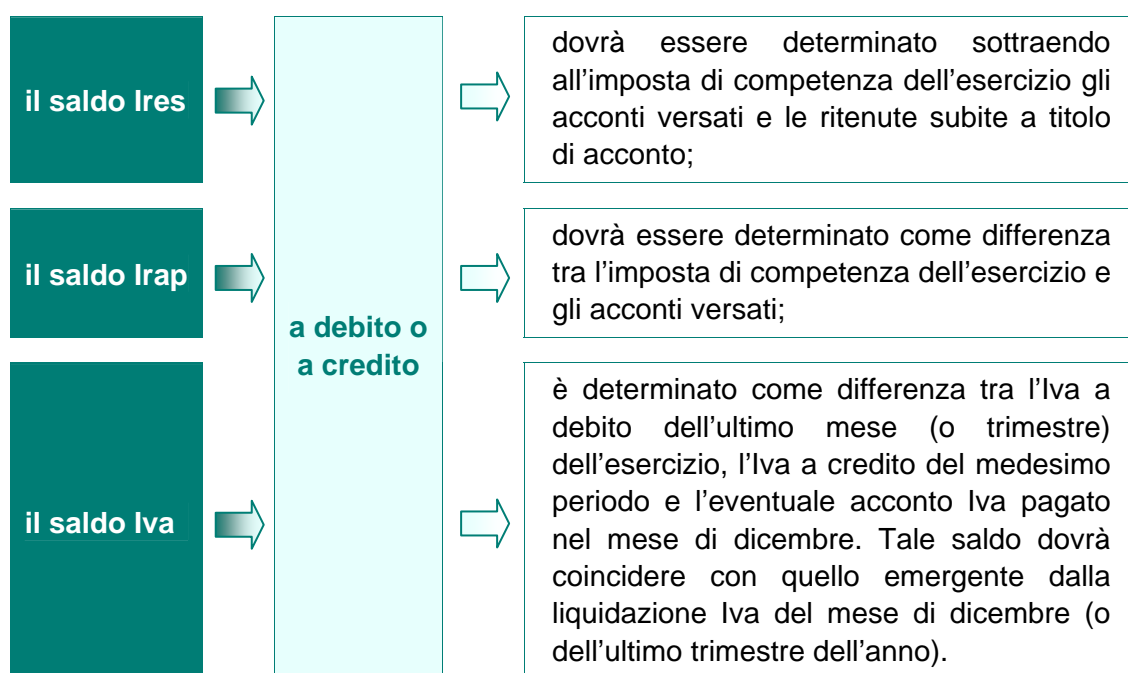 il saldo Ires
dovrà essere determinato sottraendo
all'imposta di competenza dell'esercizio gli
acconti versati e le ritenute subite a titolo
di acconto;
il saldo Irap
a debito o
a credito
dovrà essere determinato come differenza
tra l'imposta di competenza dell'esercizio e
gli acconti versati;
il saldo Iva
è determinato come differenza tra l'Iva a
debito dell'ultimo mese (o trimestre)
dell'esercizio, l'Iva a credito del medesimo
periodo e l'eventuale acconto Iva pagato
nel mese di dicembre. Tale saldo dovrà
coincidere con quello emergente dalla
liquidazione Iva del mese di dicembre (o
dell'ultimo trimestre dell'anno).